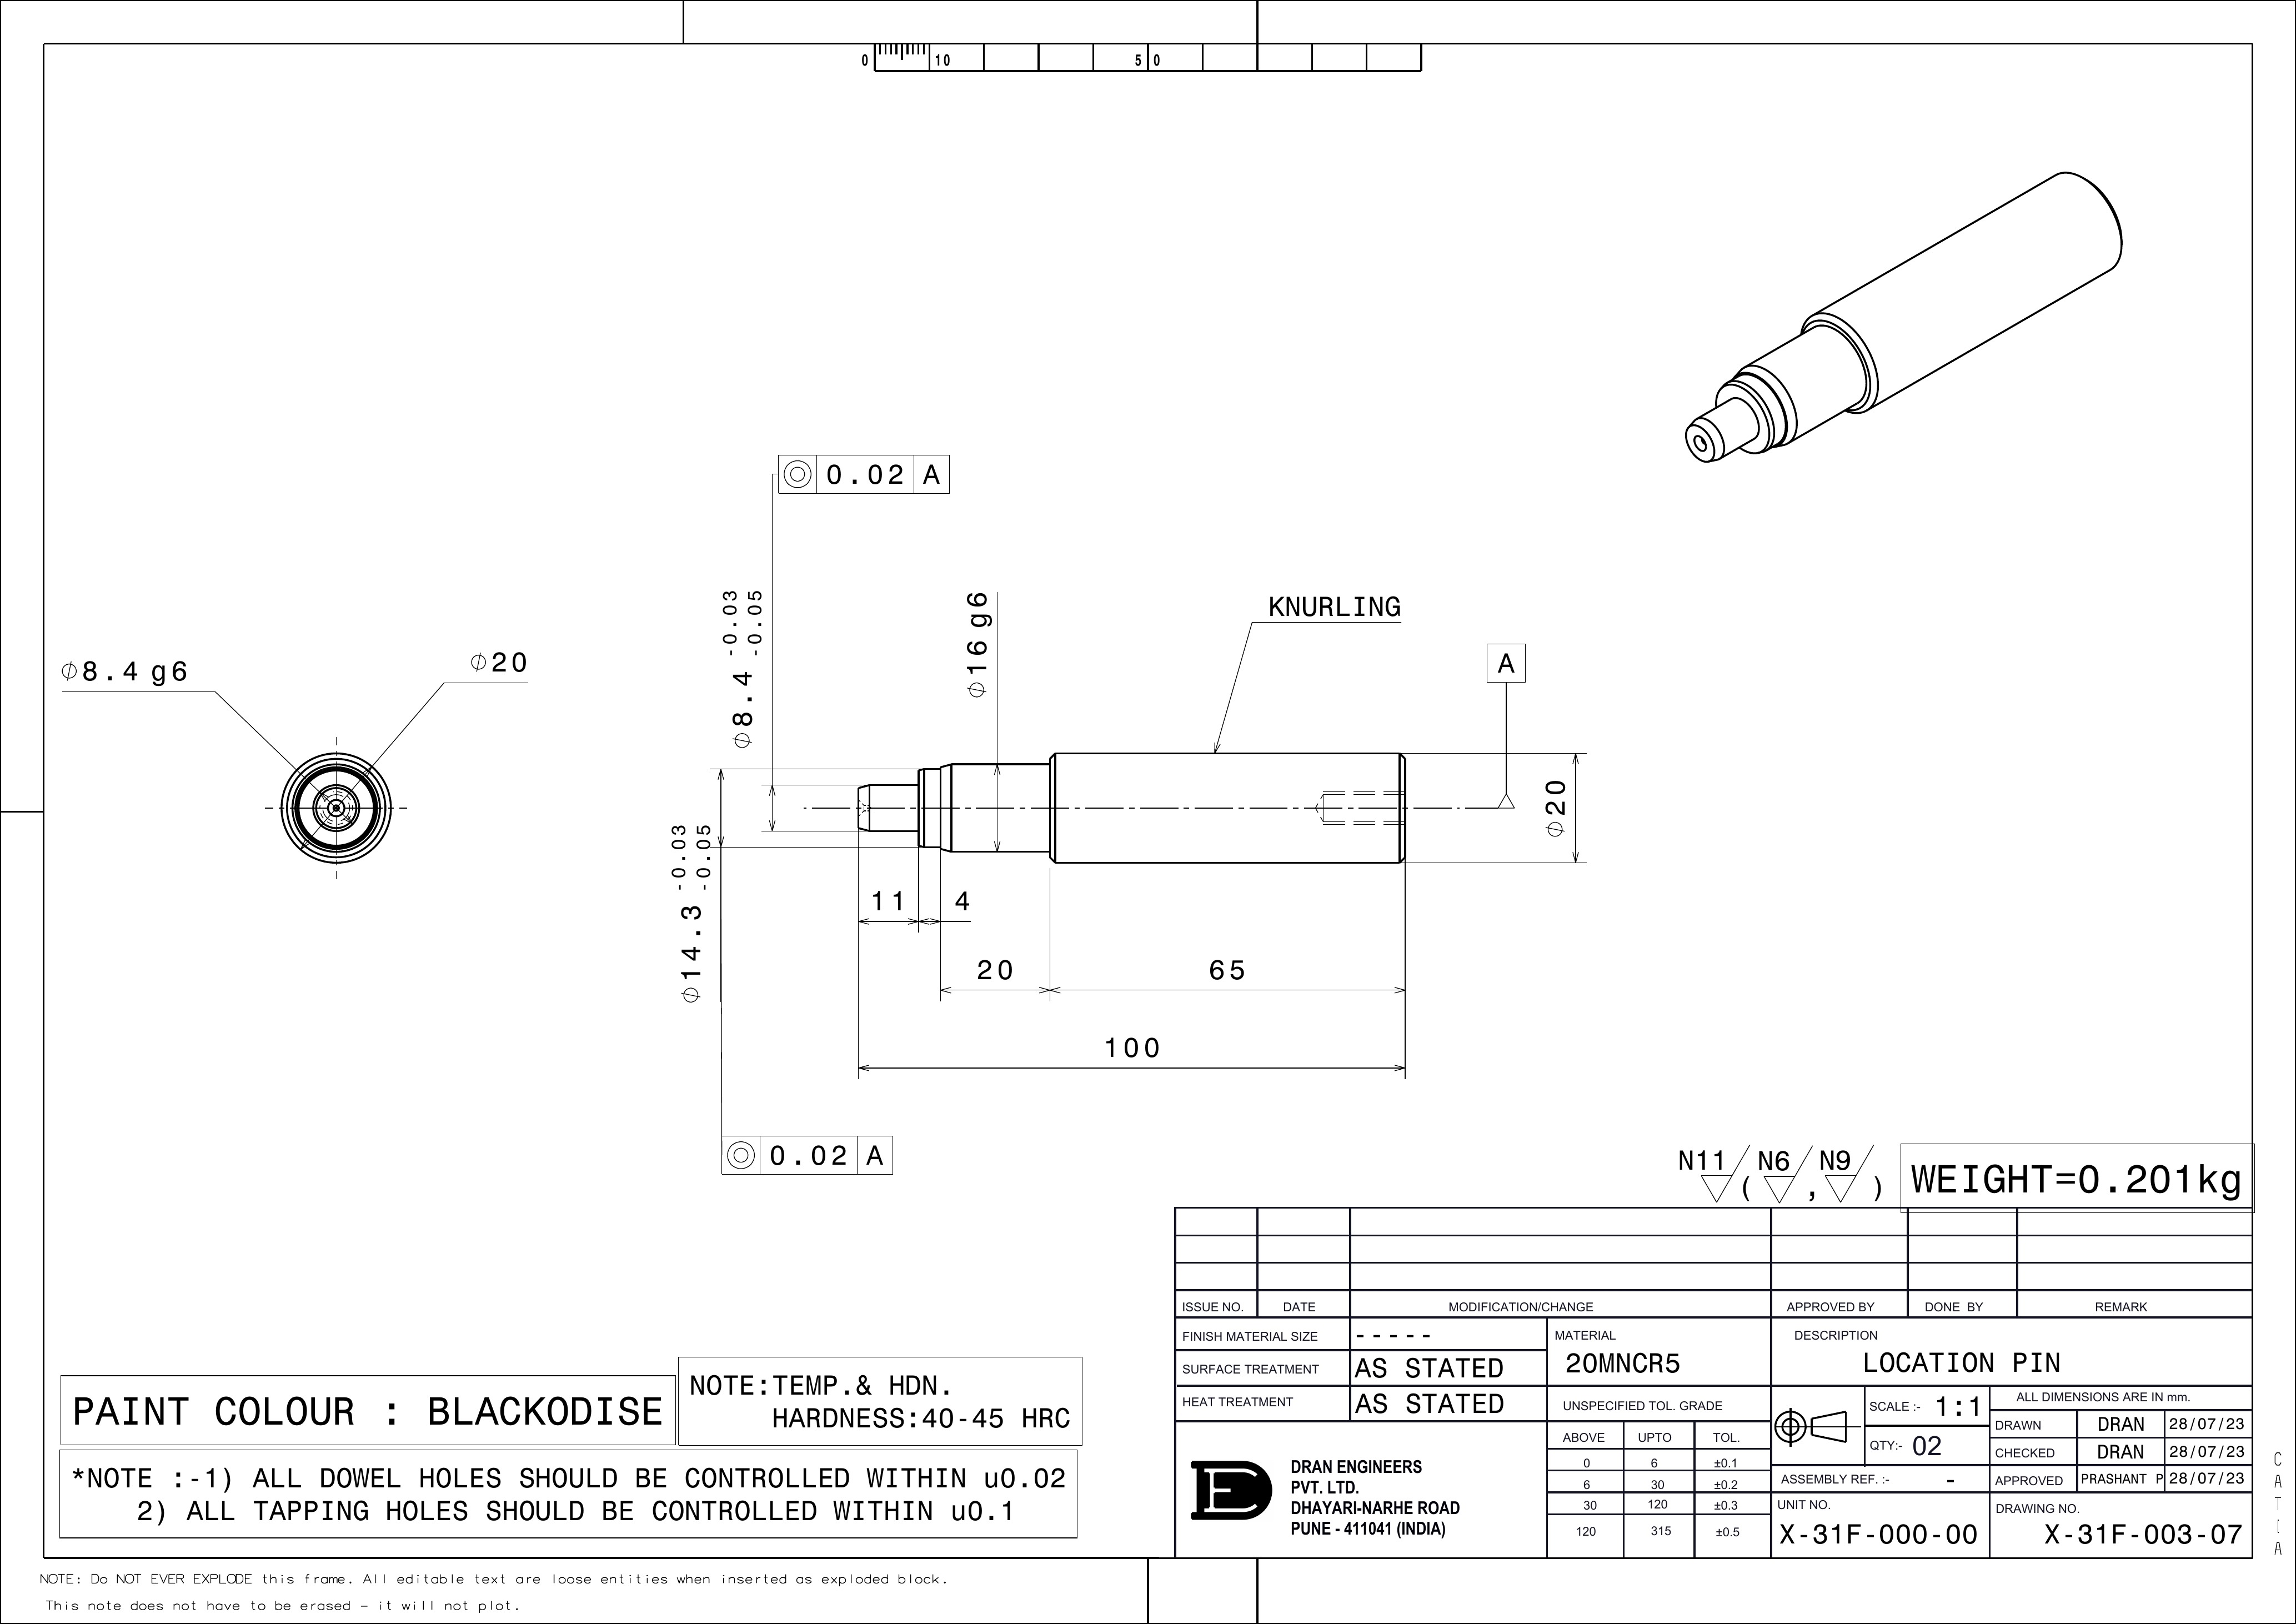 0 10 50
⌀8.4 g6
⌀20
◎ 0.02 A
⌀8.4 -0.03 -0.05
⌀16 g6
KNURLING
A
⌀20
⌀14.3 -0.03 -0.05
11 4
20 65
100
◎ 0.02 A
N11 ( N6 , N9 )
WEIGHT=0.201kg
ISSUE NO. DATE MODIFICATION/CHANGE APPROVED BY DONE BY REMARK
FINISH MATERIAL SIZE -----
SURFACE TREATMENT AS STATED
HEAT TREATMENT AS STATED
MATERIAL
20MNCR5
DESCRIPTION
LOCATION PIN
UNSPECIFIED TOL. GRADE
ABOVE UPTO TOL.
0 6 ±0.1
6 30 ±0.2
30 120 ±0.3
120 315 ±0.5
SCALE :- 1:1
QTY:- 02
ALL DIMENSIONS ARE IN mm.
DRAWN DRAN 28/07/23
CHECKED DRAN 28/07/23
APPROVED PRASHANT P 28/07/23
ASSEMBLY REF. :- -
UNIT NO.
X-31F-000-00
DRAWING NO.
X-31F-003-07
DE
DRAN ENGINEERS
PVT. LTD.
DHAYARI-NARHE ROAD
PUNE - 411041 (INDIA)
PAINT COLOUR : BLACKODISE
NOTE:TEMP.& HDN.
HARDNESS:40-45 HRC
*NOTE :-1) ALL DOWEL HOLES SHOULD BE CONTROLLED WITHIN u0.02
2) ALL TAPPING HOLES SHOULD BE CONTROLLED WITHIN u0.1
CATIA
NOTE: Do NOT EVER EXPLODE this frame. All editable text are loose entities when inserted as exploded block.
This note does not have to be erased - it will not plot.